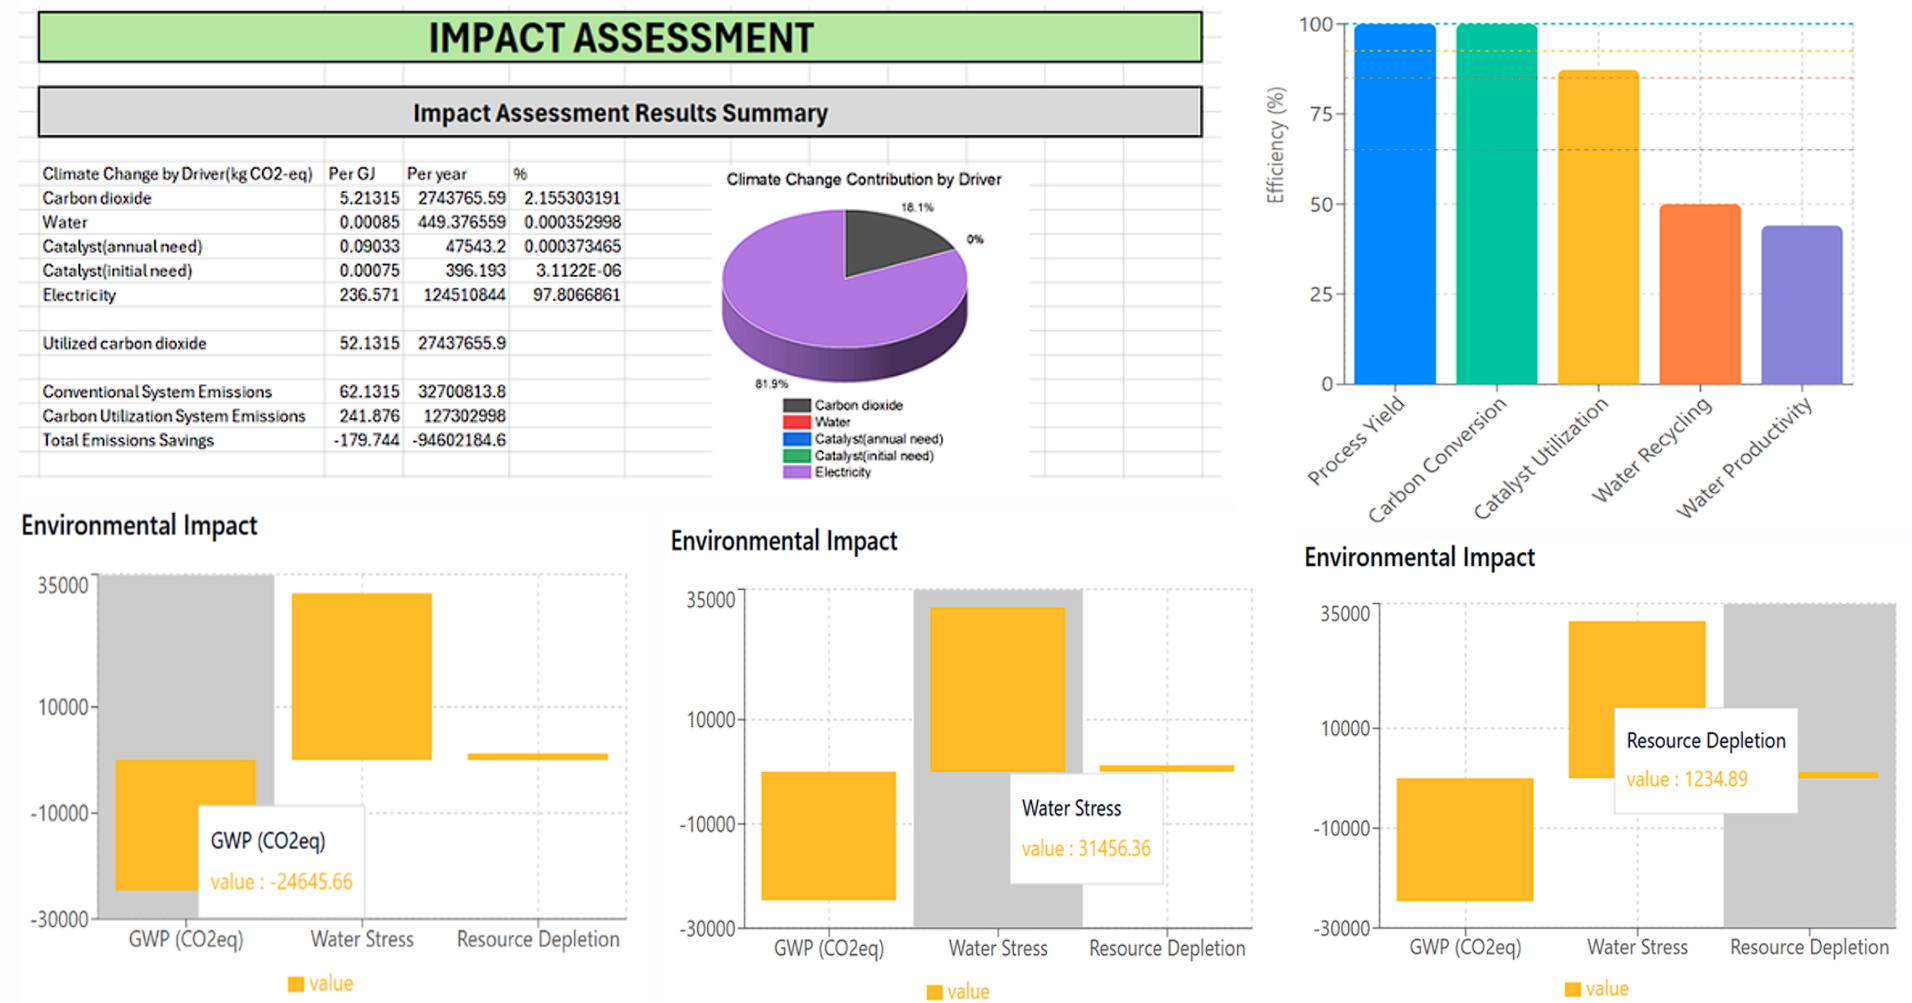 IMPACT ASSESSMENT
Impact Assessment Results Summary
Climate Change by Driver(kg CO2-eq) Per GJ Per year %
Carbon dioxide 5.21315 2743765.59 2.155303191
Water 0.00085 449.376559 0.000352998
Catalyst(annual need) 0.09033 47543.2 0.000373465
Catalyst(initial need) 0.00075 396.193 3.1122E-06
Electricity 236.571 124510844 97.8066861
Utilized carbon dioxide 52.1315 27437655.9
Conventional System Emissions 62.1315 32700813.8
Carbon Utilization System Emissions 241.876 127302998
Total Emissions Savings -179.744 -94602184.6
Climate Change Contribution by Driver
18.1%
0%
81.9%
Carbon dioxide
Water
Catalyst(annual need)
Catalyst(initial need)
Electricity
Efficiency (%)
100
75
50
25
0
Process Yield
Carbon Conversion
Catalyst Utilization
Water Recycling
Water Productivity
Environmental Impact
35000
10000
-10000
-30000
GWP (CO2eq)
value : -24645.66
GWP (CO2eq) Water Stress Resource Depletion
value
Environmental Impact
35000
10000
-10000
-30000
Water Stress
value : 31456.36
GWP (CO2eq) Water Stress Resource Depletion
value
Environmental Impact
35000
10000
-10000
-30000
Resource Depletion
value : 1234.89
GWP (CO2eq) Water Stress Resource Depletion
value